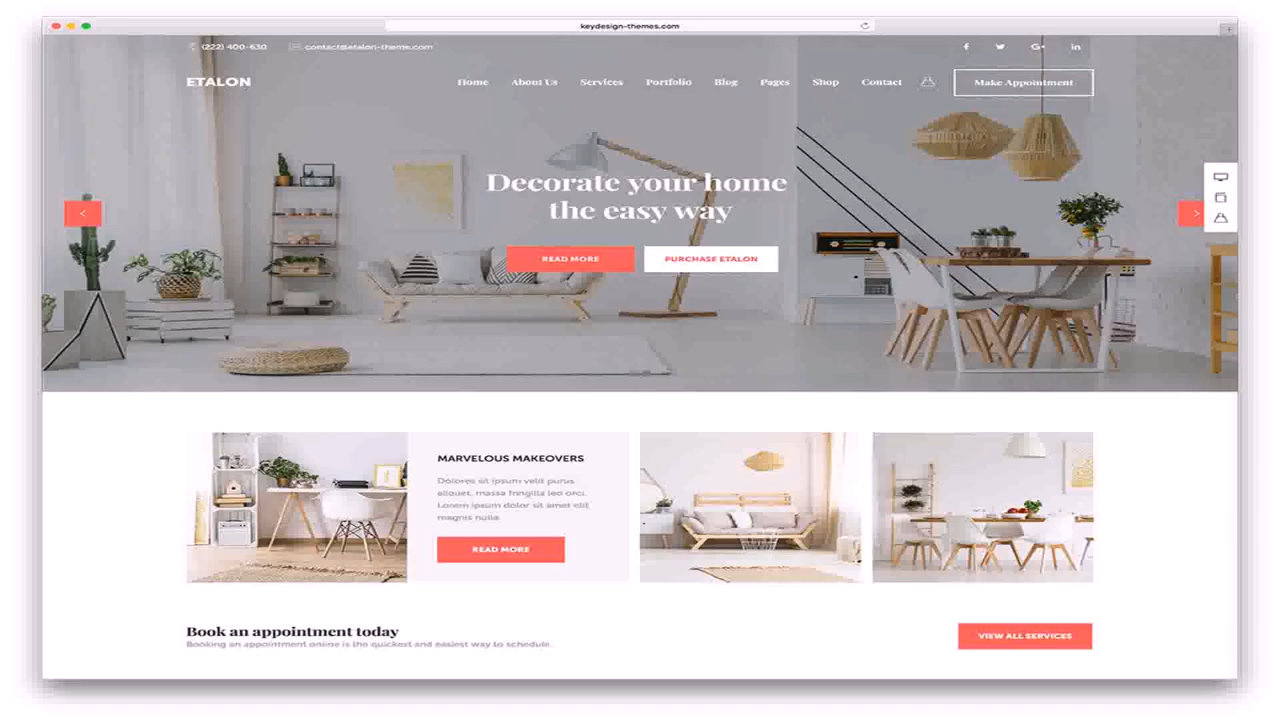 keydesign-themes.com
(222) 400-630 contact@etalon-theme.com
ETALON Home About Us Services Portfolio Blog Pages Shop Contact Make Appointment
Decorate your home
the easy way
READ MORE PURCHASE ETALON
MARVELOUS MAKEOVERS
Dolores sit ipsum velit purus
aliquet, massa fringilla leo orci.
Lorem ipsum dolor sit amet elit
magnis nulla.
READ MORE
Book an appointment today
Booking an appointment online is the quickest and easiest way to schedule.
VIEW ALL SERVICES